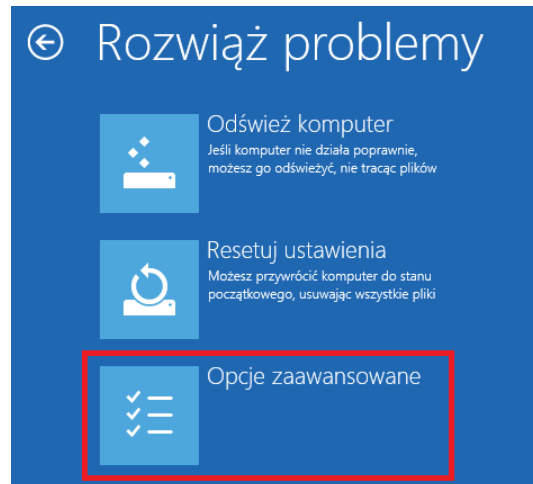 Rozwiąż problemy
Odśwież komputer
Jeśli komputer nie działa poprawnie,
możesz go odświeżyć, nie tracąc plików
Resetuj ustawienia
Możesz przywrócić komputer do stanu
początkowego, usuwając wszystkie pliki
Opcje zaawansowane